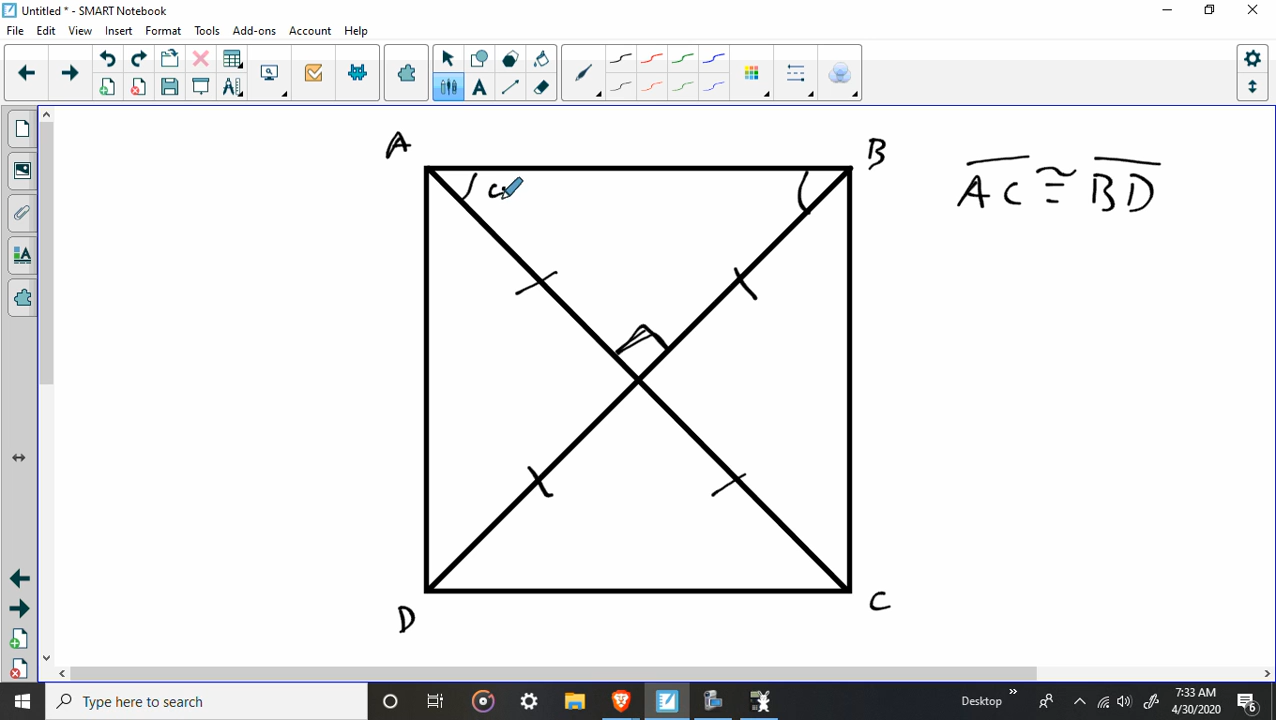 Untitled * - SMART Notebook
File Edit View Insert Format Tools Add-ons Account Help
A
B
AC ≅ BD
D
C
Type here to search
Desktop
»
7:33 AM
4/30/2020
6